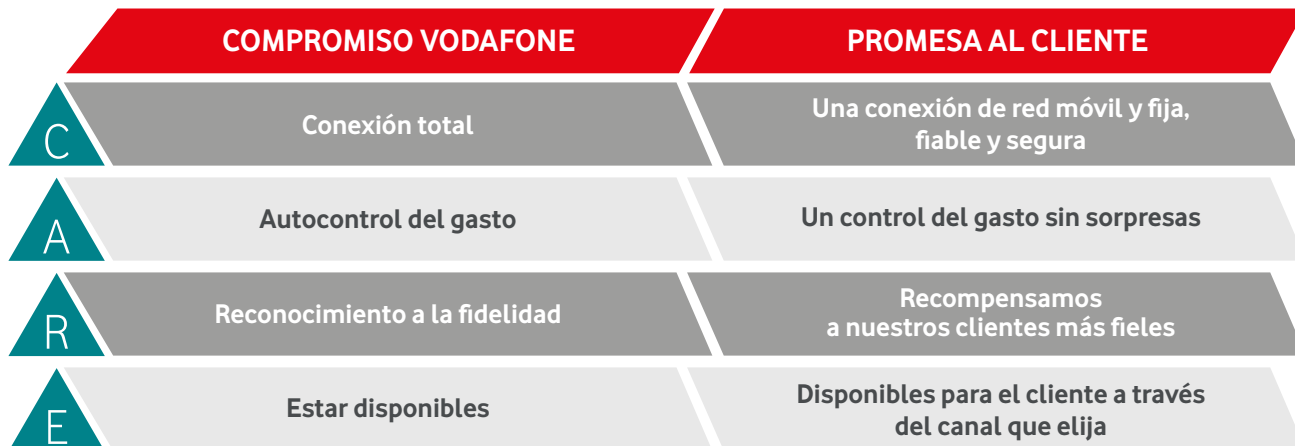 COMPROMISO VODAFONE
PROMESA AL CLIENTE
C
Conexión total
Una conexión de red móvil y fija,
fiable y segura
A
Autocontrol del gasto
Un control del gasto sin sorpresas
R
Reconocimiento a la fidelidad
Recompensamos
a nuestros clientes más fieles
E
Estar disponibles
Disponibles para el cliente a través
del canal que elija